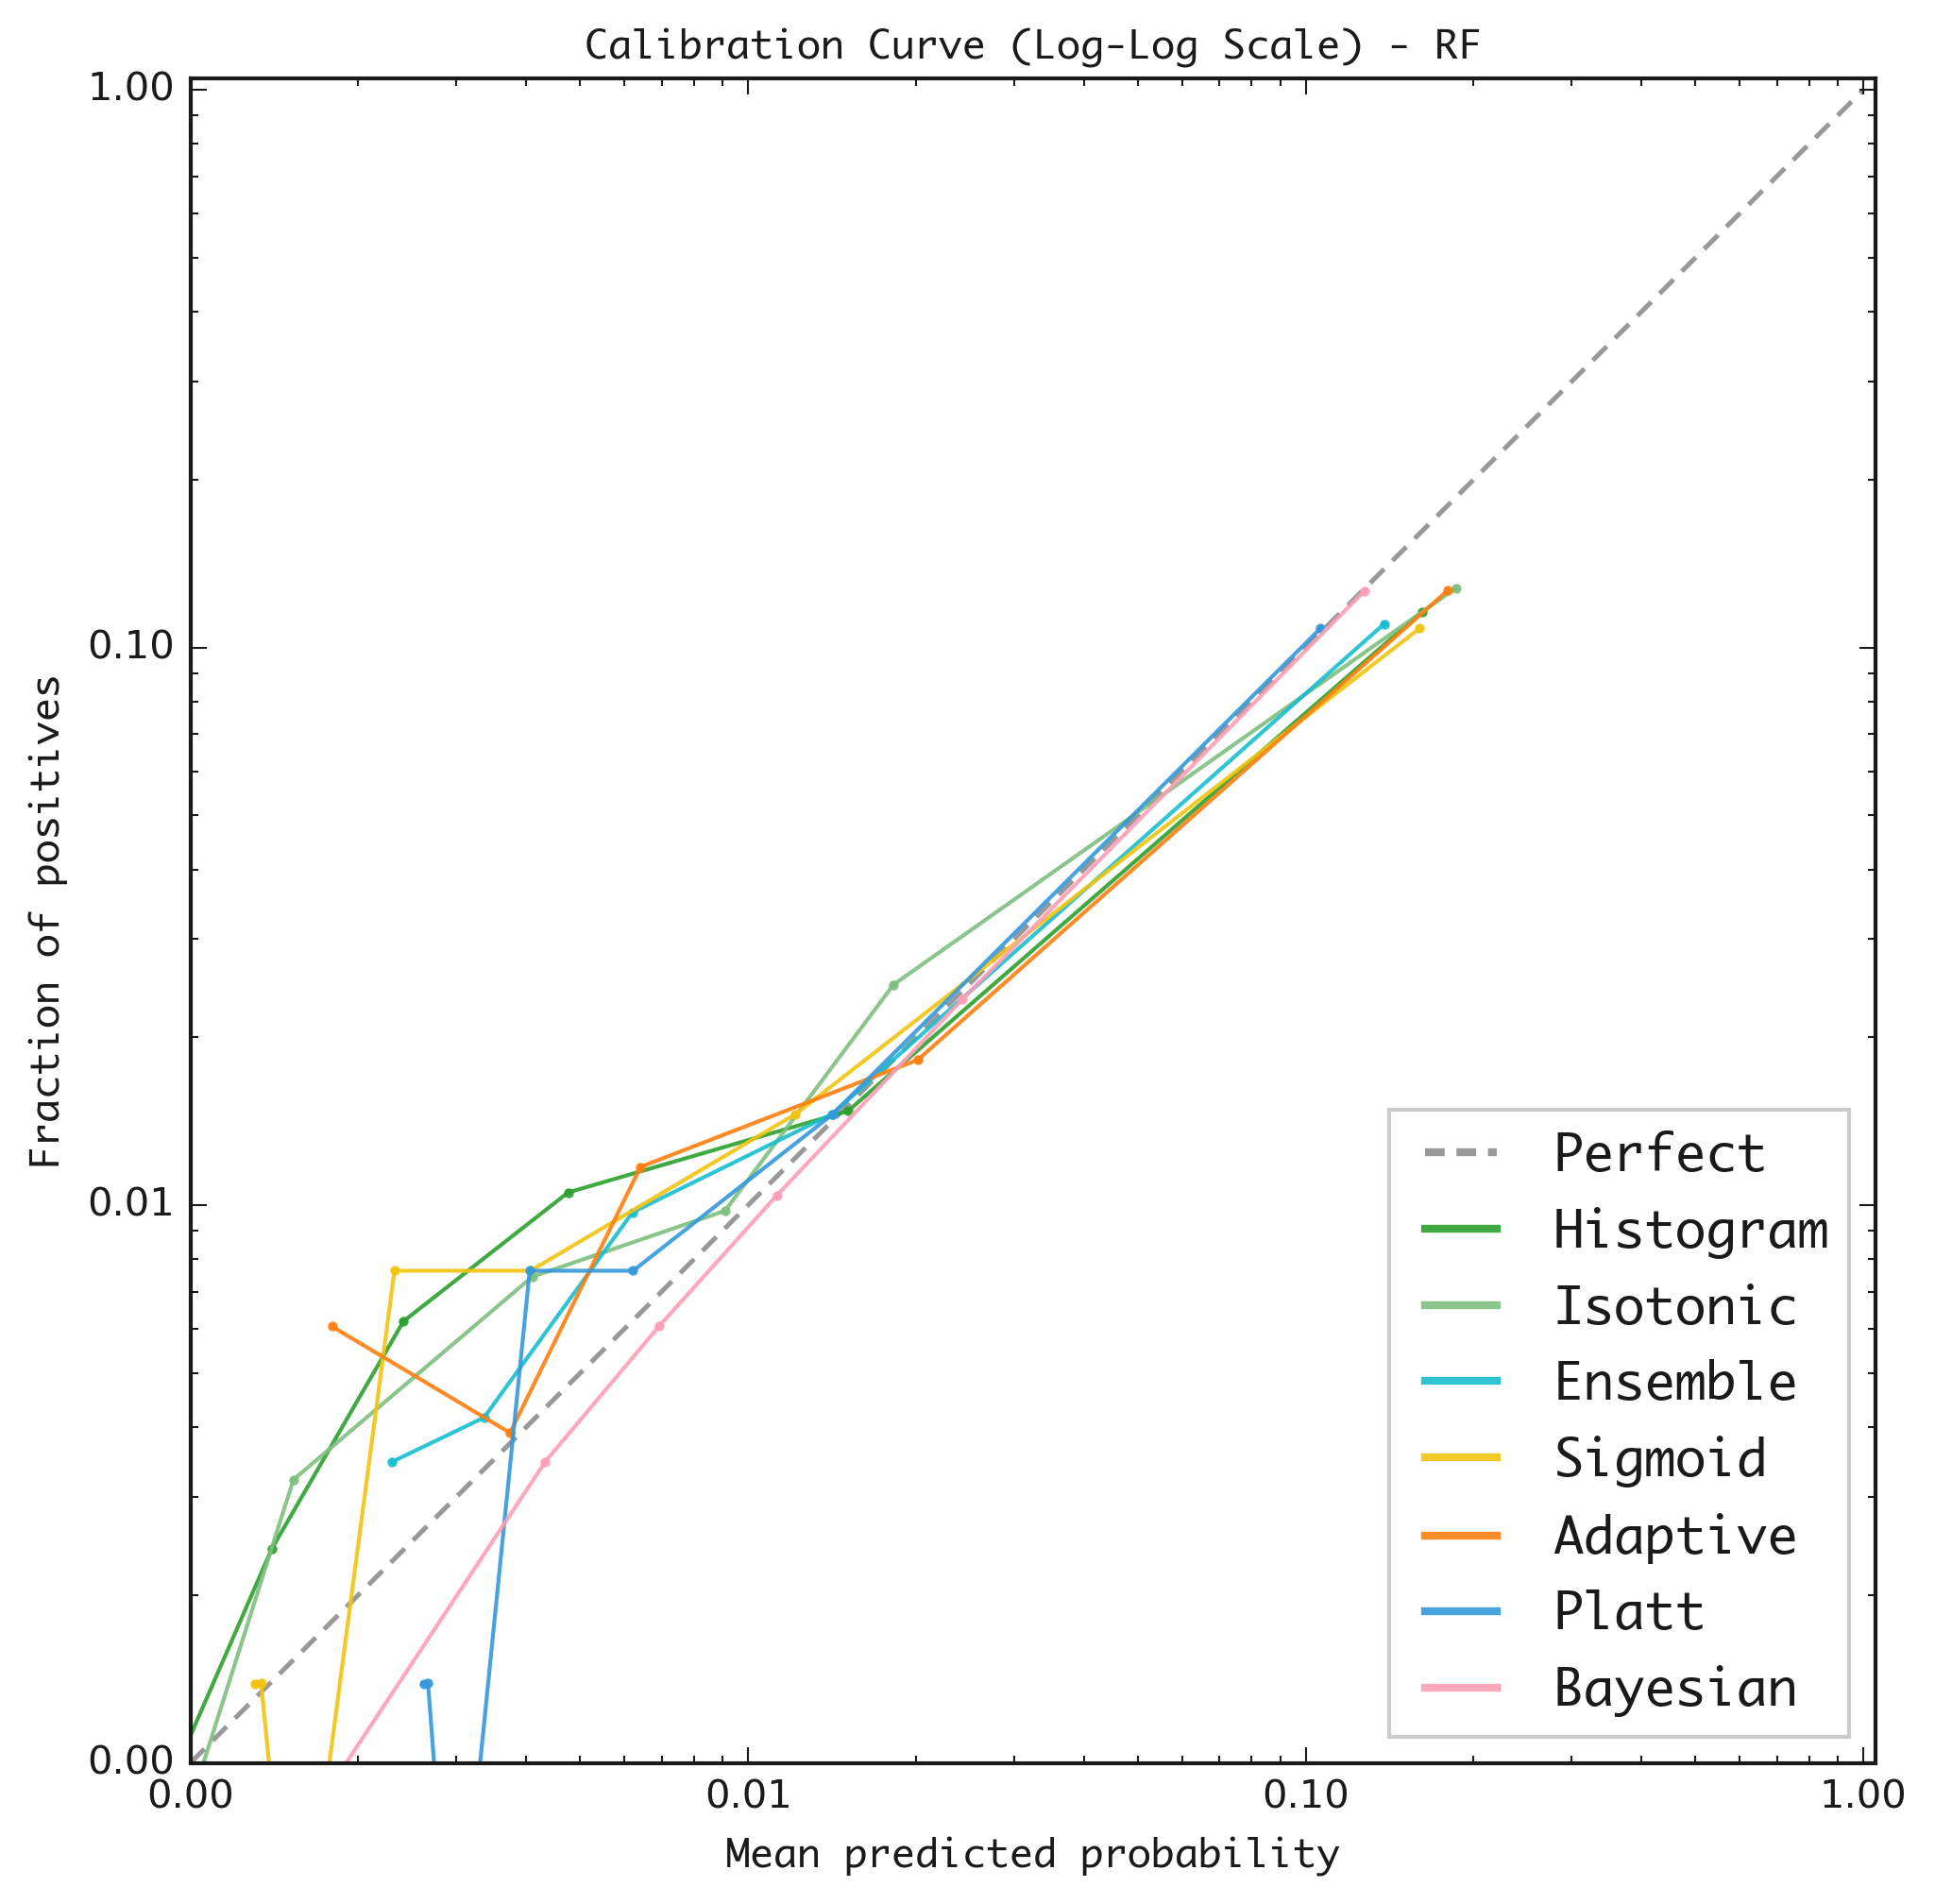 Calibration Curve (Log-Log Scale) - RF
1.00
0.10
0.01
0.00
Fraction of positives
0.00 0.01 0.10 1.00
Mean predicted probability
Perfect
Histogram
Isotonic
Ensemble
Sigmoid
Adaptive
Platt
Bayesian